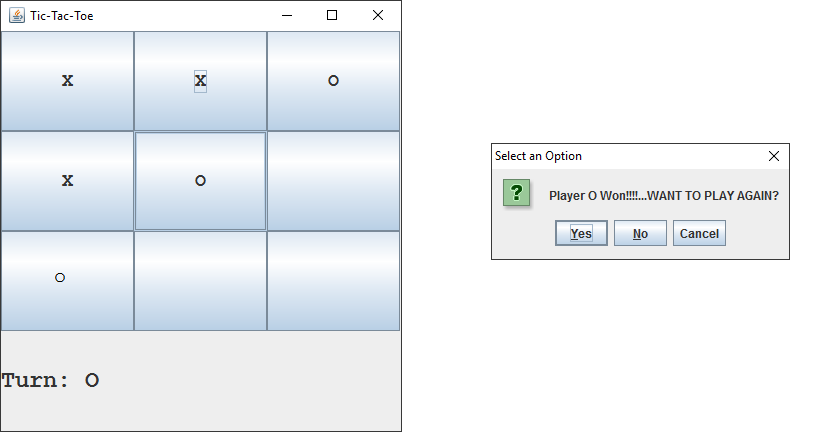 Tic-Tac-Toe
x x o
x o
o
Turn: O
Select an Option
? Player O Won!!!!...WANT TO PLAY AGAIN?
Yes No Cancel